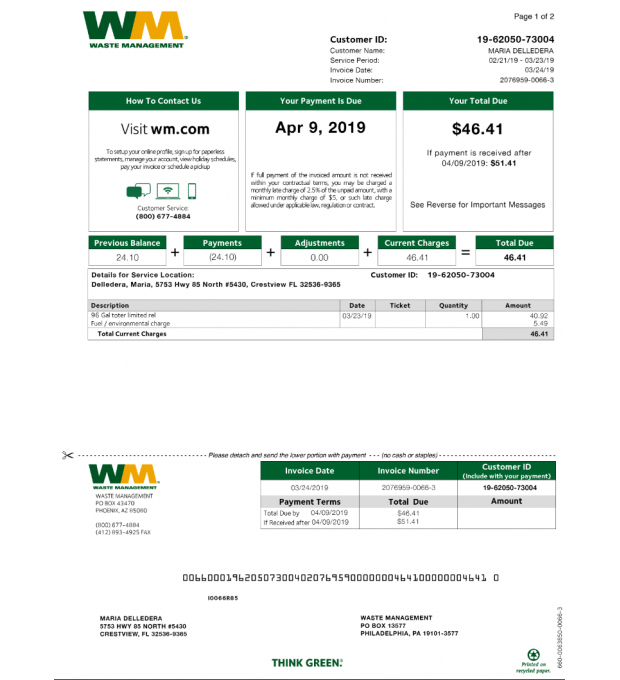 Page 1 of 2
WM
WASTE MANAGEMENT
Customer ID: 19-62050-73004
Customer Name: MARIA DELLEDERA
Service Period: 02/21/19 - 03/23/19
Invoice Date: 03/24/19
Invoice Number: 2076959-0066-3
How To Contact Us
Visit wm.com
To setup your online profile, sign up for paperless
statements, manage your account, view holiday schedules,
pay your invoice or schedule a pickup
Customer Service:
(800) 677-4884
Your Payment Is Due
Apr 9, 2019
If full payment of the invoiced amount is not received
within your contractual terms, you may be charged a
monthly late charge of 2.5% of the unpaid amount, with a
minimum monthly charge of $5, or such late charge
allowed under applicable law, regulation or contract.
Your Total Due
$46.41
If payment is received after
04/09/2019: $51.41
See Reverse for Important Messages
Previous Balance + Payments + Adjustments + Current Charges = Total Due
24.10 (24.10) 0.00 46.41 46.41
Details for Service Location: Customer ID: 19-62050-73004
Delledera, Maria, 5753 Hwy 85 North #5430, Crestview FL 32536-9365
Description Date Ticket Quantity Amount
96 Gal toter limited rel 03/23/19 1.00 40.92
Fuel / environmental charge 5.49
Total Current Charges 46.41
Please detach and send the lower portion with payment - - - (no cash or staples)
WM
WASTE MANAGEMENT
WASTE MANAGEMENT
PO BOX 43470
PHOENIX, AZ 85080
(800) 677-4884
(412) 893-4925 FAX
Invoice Date Invoice Number Customer ID
(Include with your payment)
03/24/2019 2076959-0066-3 19-62050-73004
Payment Terms Total Due Amount
Total Due by 04/09/2019 $46.41
If Received after 04/09/2019 $51.41
I0066R85
MARIA DELLEDERA
5753 HWY 85 NORTH #5430
CRESTVIEW, FL 32536-9365
WASTE MANAGEMENT
PO BOX 13577
PHILADELPHIA, PA 19101-3577
THINK GREEN.
Printed on
recycled paper.